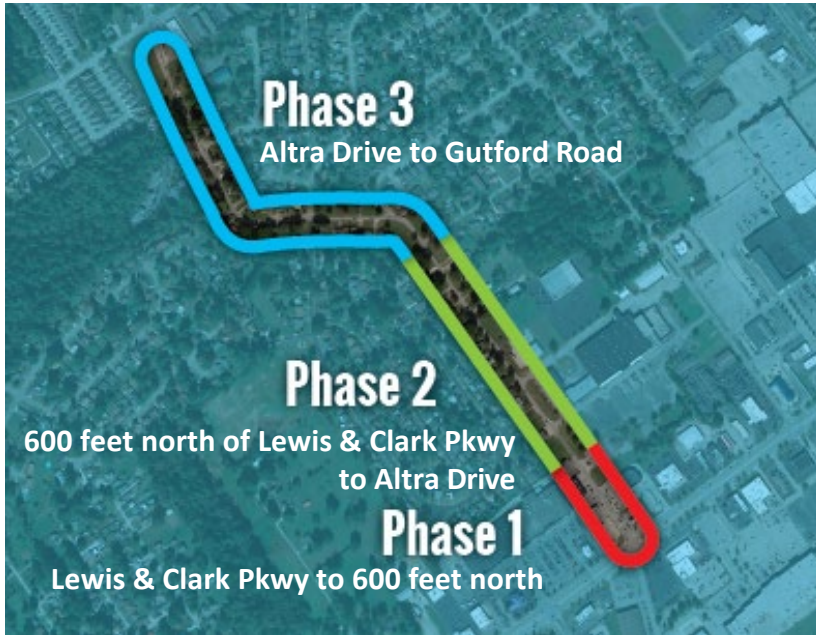 Phase 3
Altra Drive to Gutford Road
Phase 2
600 feet north of Lewis & Clark Pkwy
to Altra Drive
Phase 1
Lewis & Clark Pkwy to 600 feet north